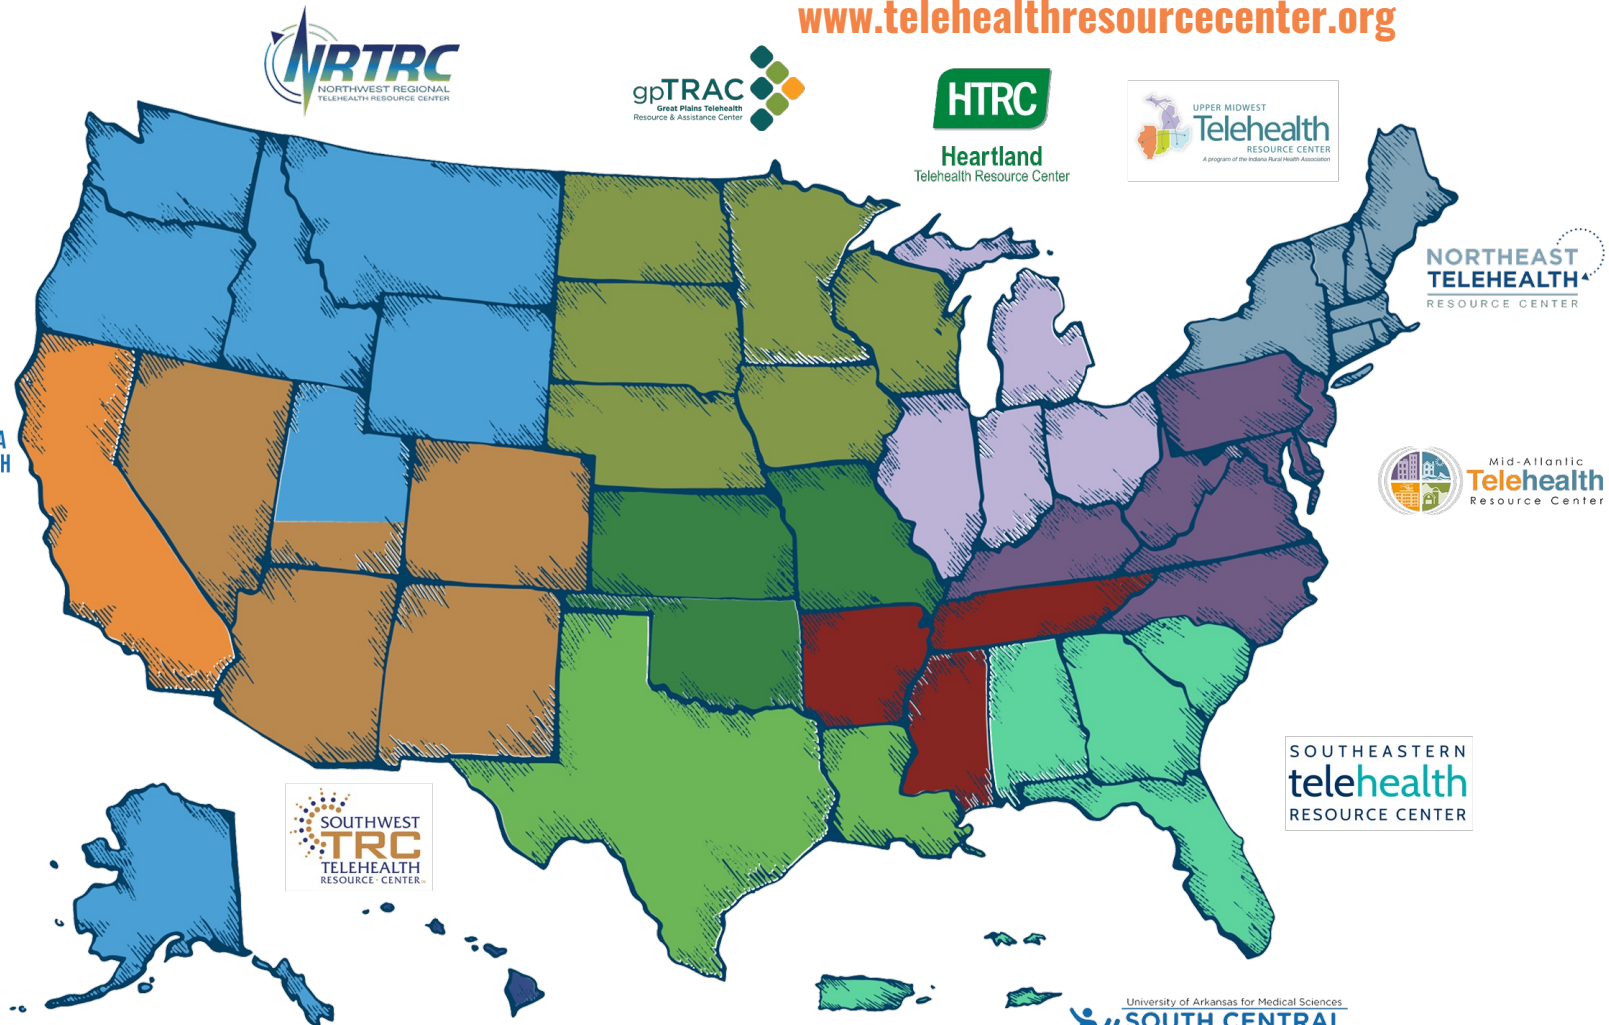 www.telehealthresourcecenter.org
NRTRC
NORTHWEST REGIONAL
TELEHEALTH RESOURCE CENTER
gpTRAC
Great Plains Telehealth
Resource & Assistance Center
HTRC
Heartland
Telehealth Resource Center
UPPER MIDWEST
Telehealth
RESOURCE CENTER
A program of the Indiana Rural Health Association
NORTHEAST
TELEHEALTH
RESOURCE CENTER
A
H
Mid-Atlantic
Telehealth
Resource Center
SOUTHEASTERN
telehealth
RESOURCE CENTER
SOUTHWEST
TRC
TELEHEALTH
RESOURCE · CENTER
University of Arkansas for Medical Sciences
SOUTH CENTRAL